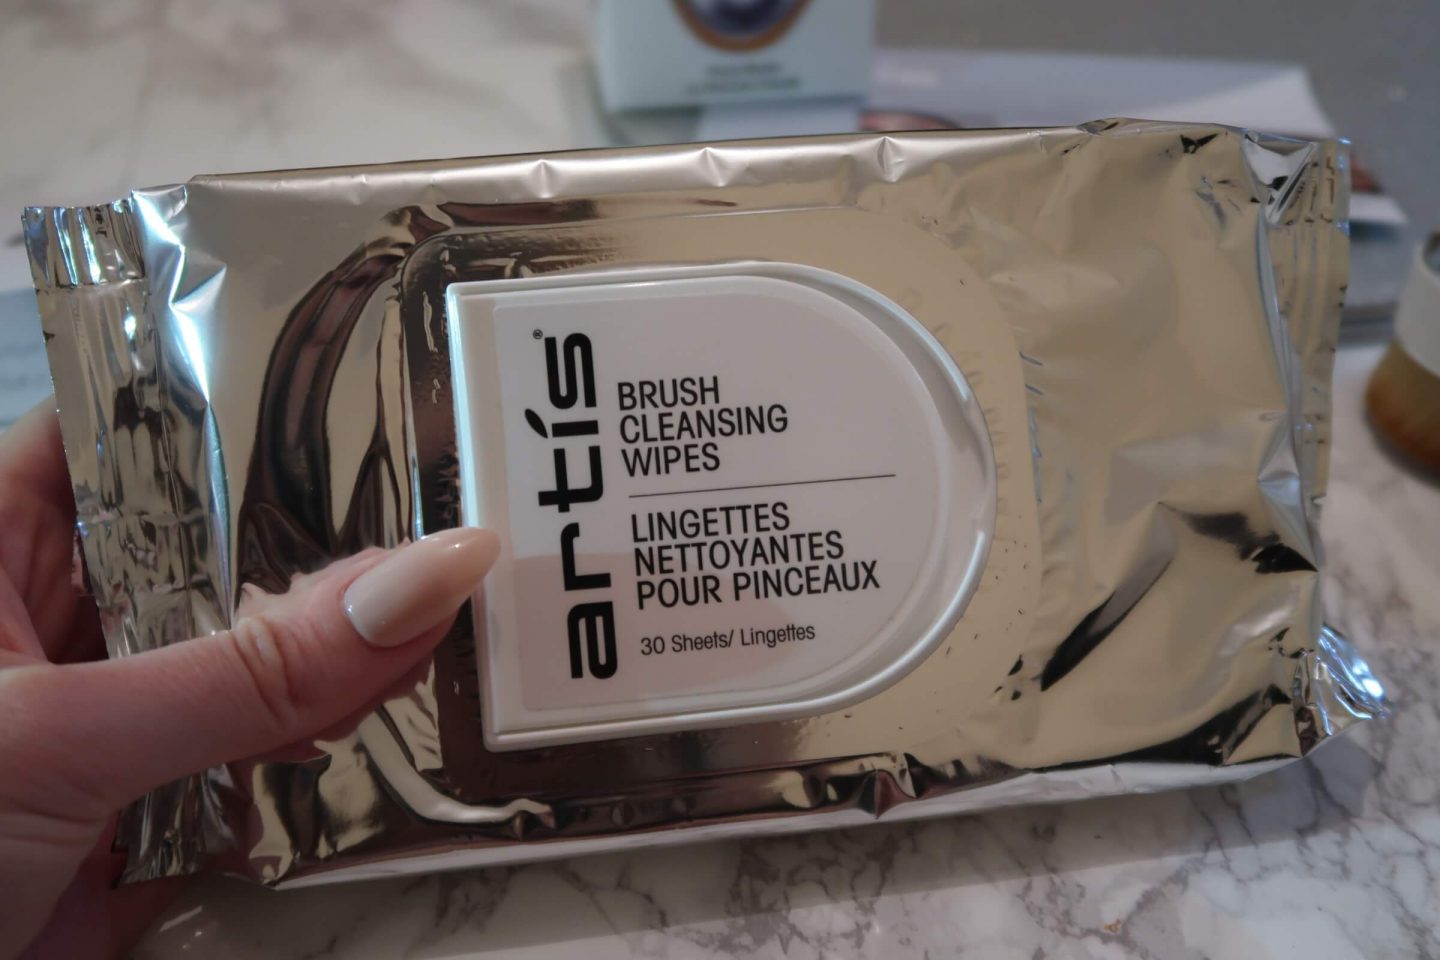 artís®
BRUSH
CLEANSING
WIPES
LINGETTES
NETTOYANTES
POUR PINCEAUX
30 Sheets/ Lingettes